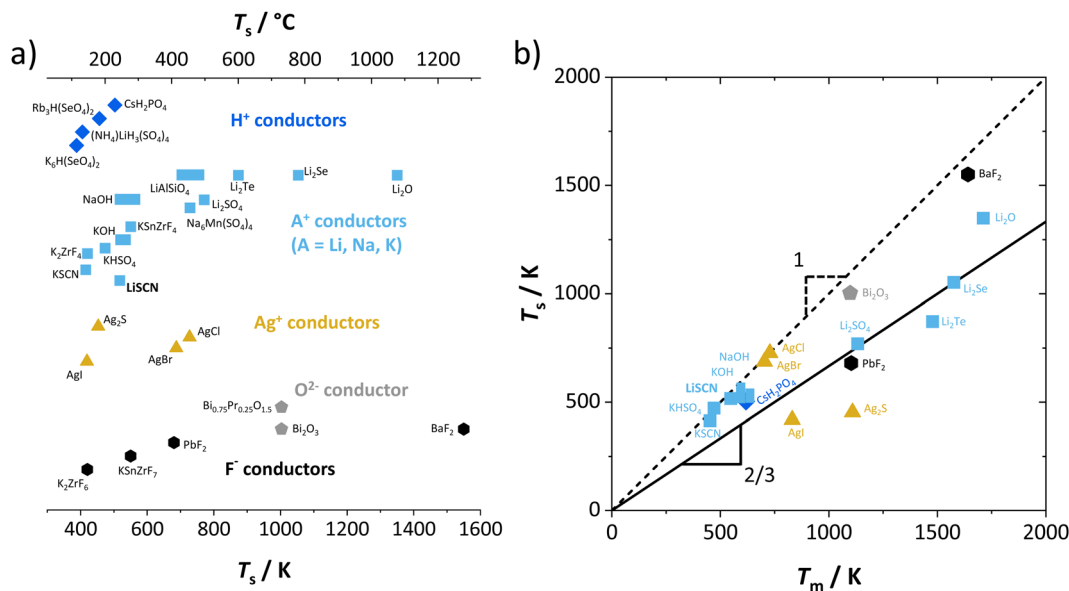 a)
T_s / °C
200 400 600 800 1000 1200
CsH₂PO₄
Rb₃H(SeO₄)₂
(NH₄)LiH₃(SO₄)₄
K₆H(SeO₄)₂
H⁺ conductors
LiAlSiO₄
Li₂Te
Li₂Se
Li₂O
NaOH
Li₂SO₄
Na₆Mn(SO₄)₄
KSnZrF₄
A⁺ conductors
(A = Li, Na, K)
KOH
K₂ZrF₄
KHSO₄
KSCN
LiSCN
Ag₂S
Ag⁺ conductors
AgCl
AgBr
AgI
O²⁻ conductor
Bi₀.₇₅Pr₀.₂₅O₁.₅
Bi₂O₃
BaF₂
PbF₂
F⁻ conductors
KSnZrF₇
K₂ZrF₆
400 600 800 1000 1200 1400 1600
T_s / K
b)
T_s / K
2000
1500
1000
500
0
BaF₂
Li₂O
1
Bi₂O₃
Li₂Se
Li₂Te
Li₂SO₄
AgCl
NaOH
AgBr
PbF₂
KOH
LiSCN
CsH₂PO₄
KHSO₄
Ag₂S
KSCN
AgI
2/3
0 500 1000 1500 2000
T_m / K